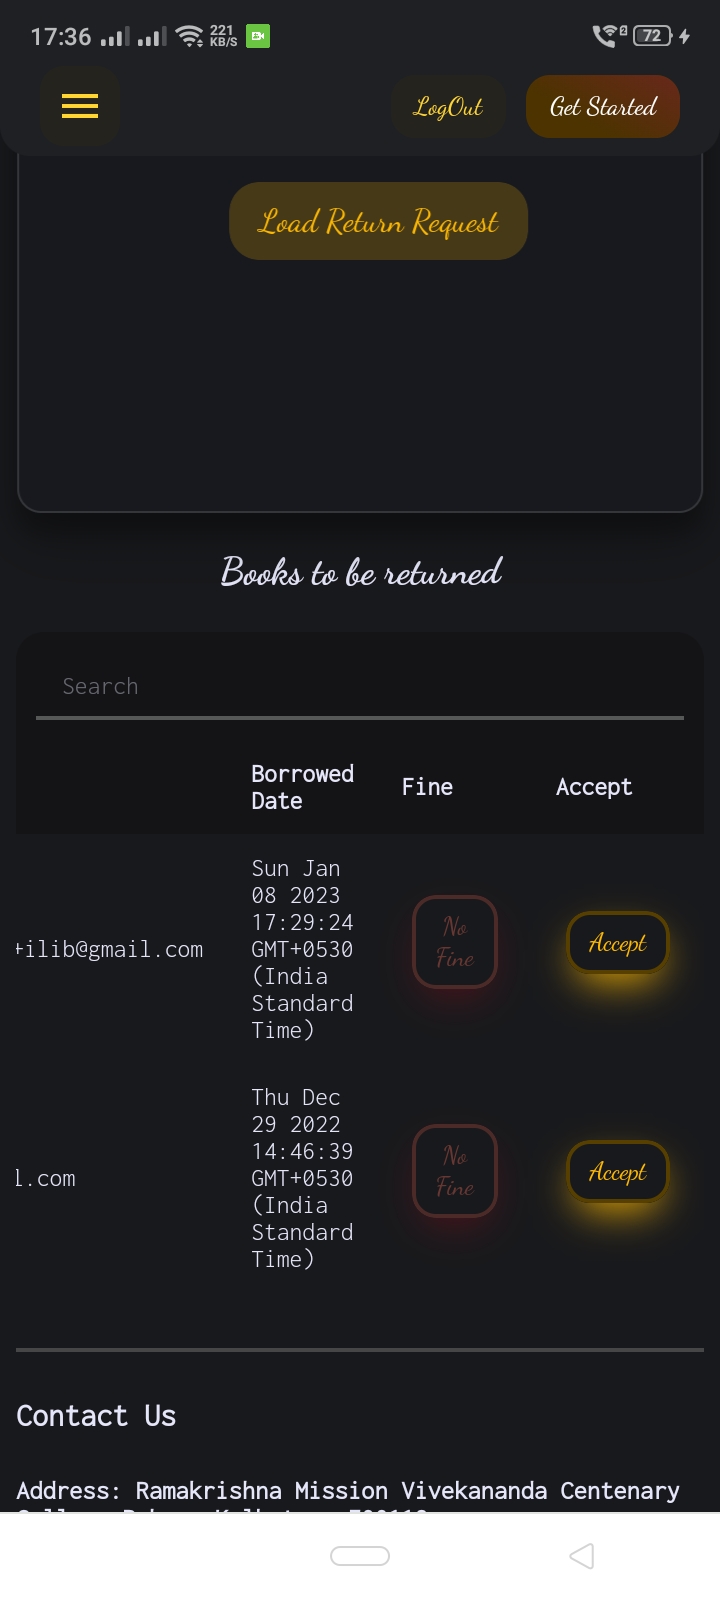 17:36 221 KB/S 72
LogOut Get Started
Load Return Request
Books to be returned
Search
Borrowed Date Fine Accept
Sun Jan
08 2023
17:29:24
+ilib@gmail.com GMT+0530 No Fine Accept
(India
Standard
Time)
Thu Dec
29 2022
14:46:39
l.com GMT+0530 No Fine Accept
(India
Standard
Time)
Contact Us
Address: Ramakrishna Mission Vivekananda Centenary